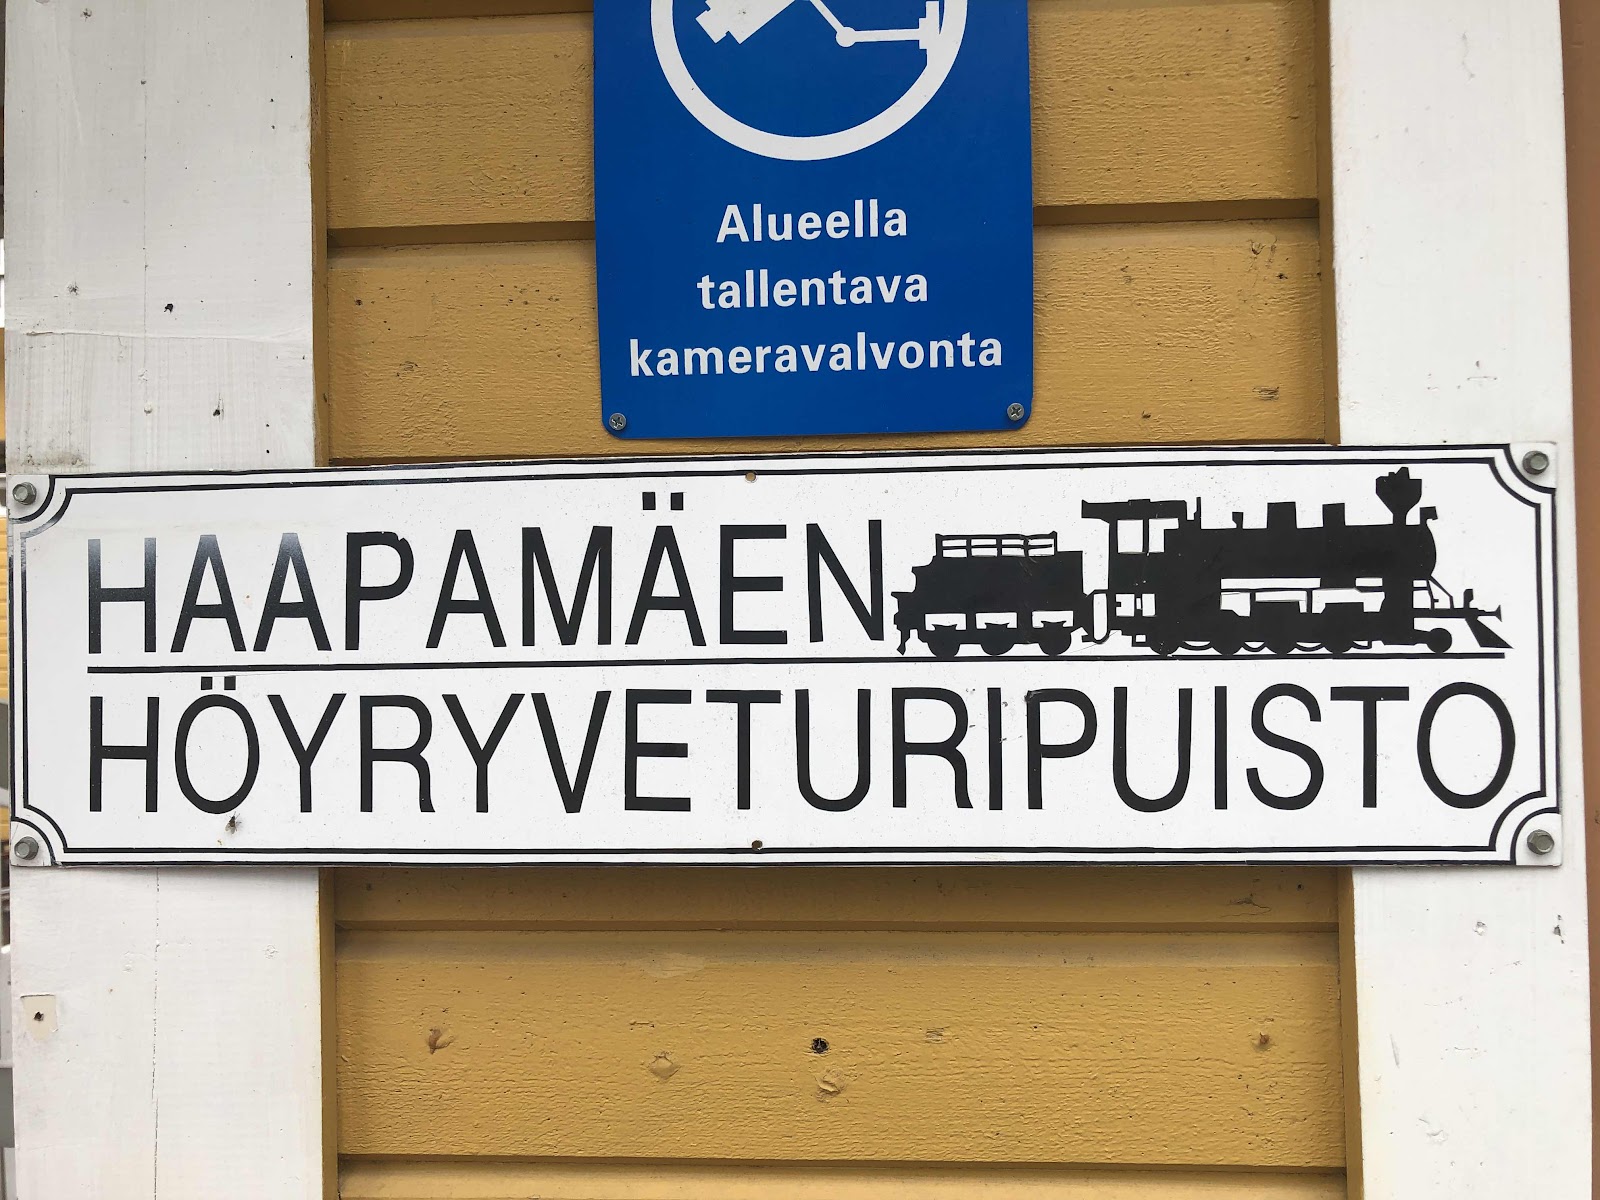 Alueella
tallentava
kameravalvonta
HAAPAMÄEN
HÖYRYVETURIPUISTO